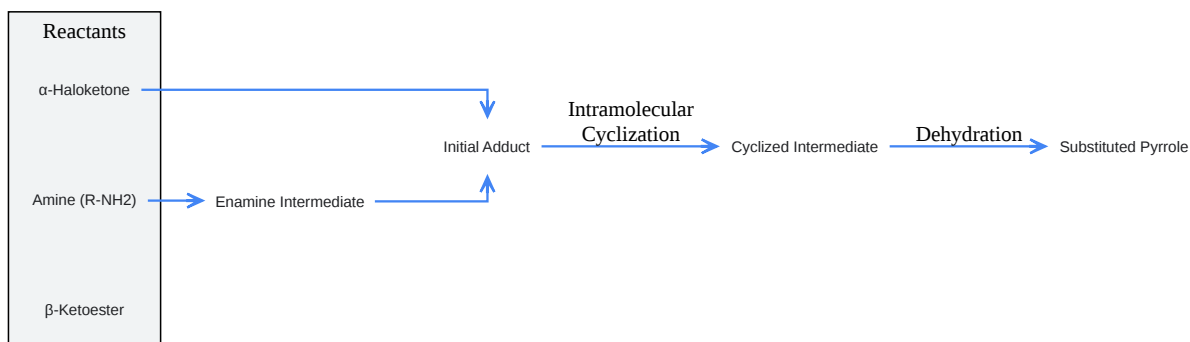 Reactants
α-Haloketone
Intramolecular
Cyclization
Dehydration
Initial Adduct
Cyclized Intermediate
Substituted Pyrrole
Amine (R-NH2)
Enamine Intermediate
β-Ketoester